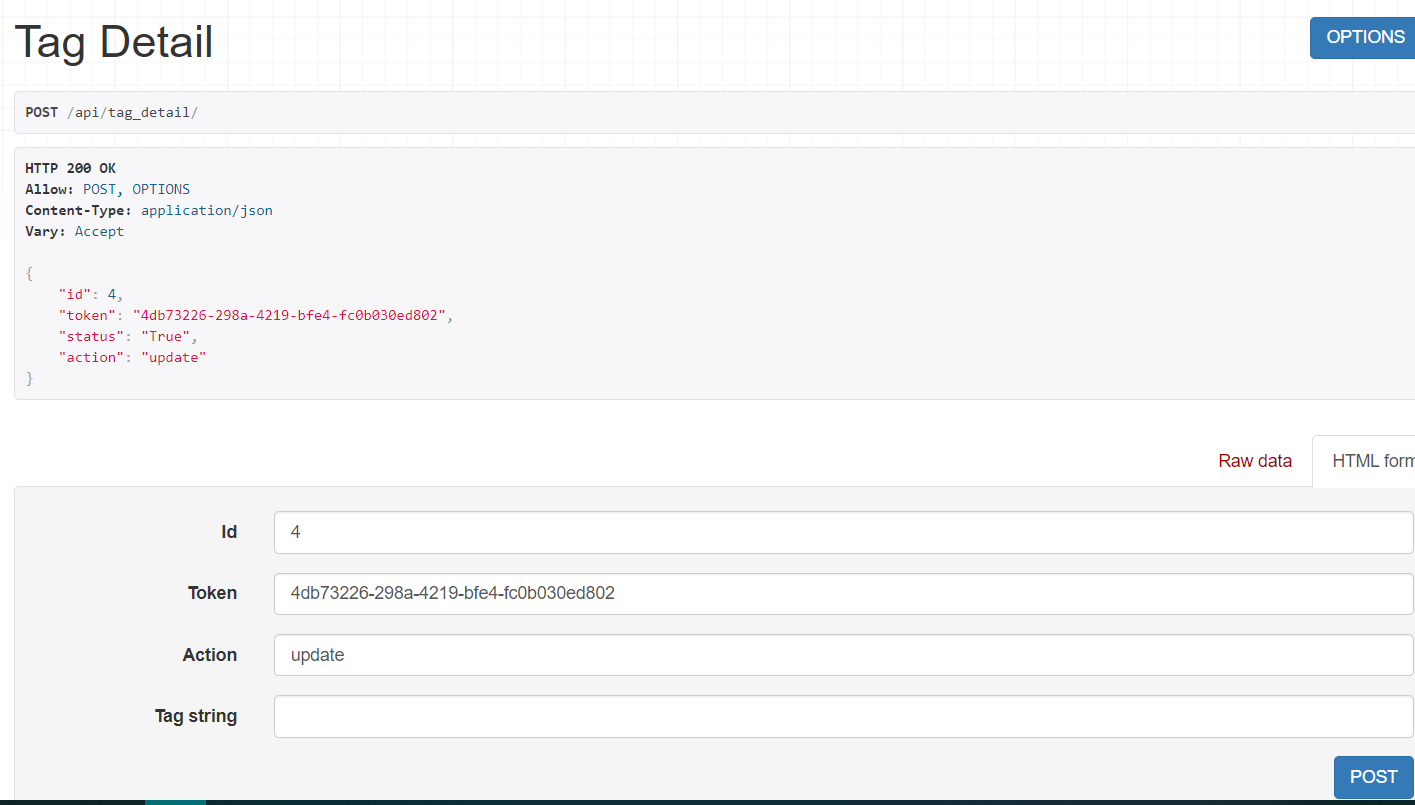 Tag Detail
OPTIONS
POST /api/tag_detail/
HTTP 200 OK
Allow: POST, OPTIONS
Content-Type: application/json
Vary: Accept
{
    "id": 4,
    "token": "4db73226-298a-4219-bfe4-fc0b030ed802",
    "status": "True",
    "action": "update"
}
Raw data
HTML form
Id
4
Token
4db73226-298a-4219-bfe4-fc0b030ed802
Action
update
Tag string
POST